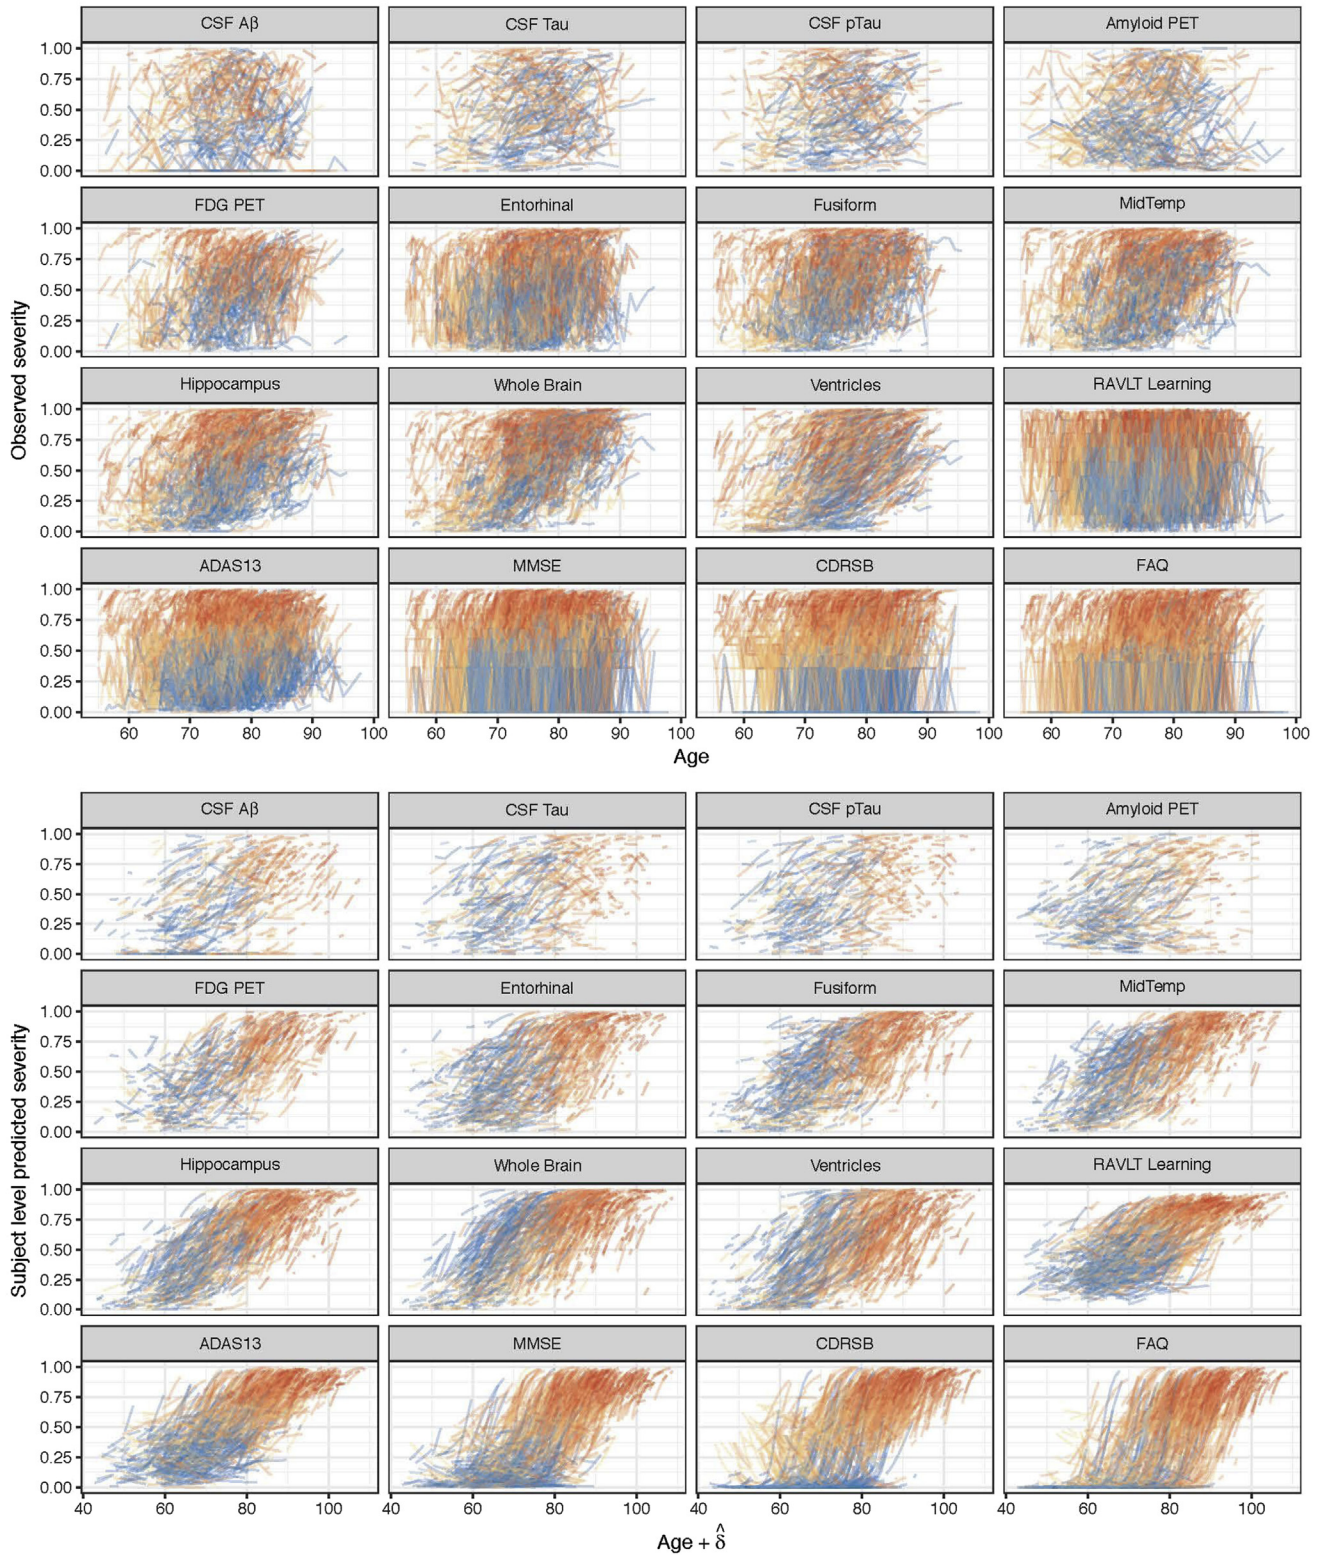 CSF Aβ CSF Tau CSF pTau Amyloid PET
1.00
0.75
0.50
0.25
0.00
FDG PET Entorhinal Fusiform MidTemp
1.00
0.75
0.50
0.25
0.00
Observed severity
Hippocampus Whole Brain Ventricles RAVLT Learning
1.00
0.75
0.50
0.25
0.00
ADAS13 MMSE CDRSB FAQ
1.00
0.75
0.50
0.25
0.00
60 70 80 90 100 60 70 80 90 100 60 70 80 90 100 60 70 80 90 100
Age
CSF Aβ CSF Tau CSF pTau Amyloid PET
1.00
0.75
0.50
0.25
0.00
FDG PET Entorhinal Fusiform MidTemp
1.00
0.75
0.50
0.25
0.00
Subject level predicted severity
Hippocampus Whole Brain Ventricles RAVLT Learning
1.00
0.75
0.50
0.25
0.00
ADAS13 MMSE CDRSB FAQ
1.00
0.75
0.50
0.25
0.00
40 60 80 100 40 60 80 100 40 60 80 100 40 60 80 100
Age + δ̂